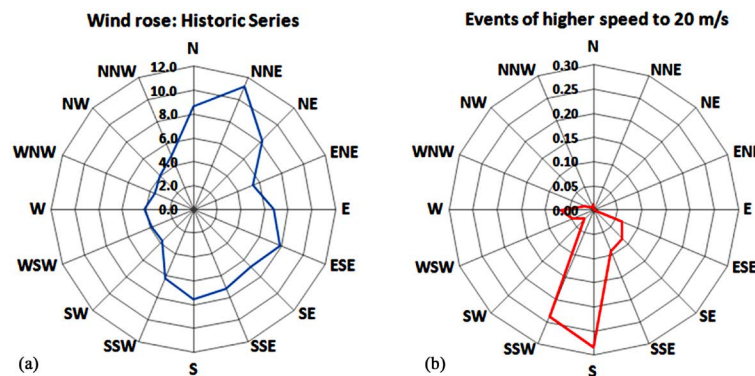 Wind rose: Historic Series
N
NNW
NNE
NW
NE
WNW
ENE
W
E
WSW
ESE
SW
SE
SSW
SSE
S
12.0
10.0
8.0
6.0
4.0
2.0
0.0
(a)
Events of higher speed to 20 m/s
N
NNW
NNE
NW
NE
WNW
ENE
W
E
WSW
ESE
SW
SE
SSW
SSE
S
0.30
0.25
0.20
0.15
0.10
0.05
0.00
(b)